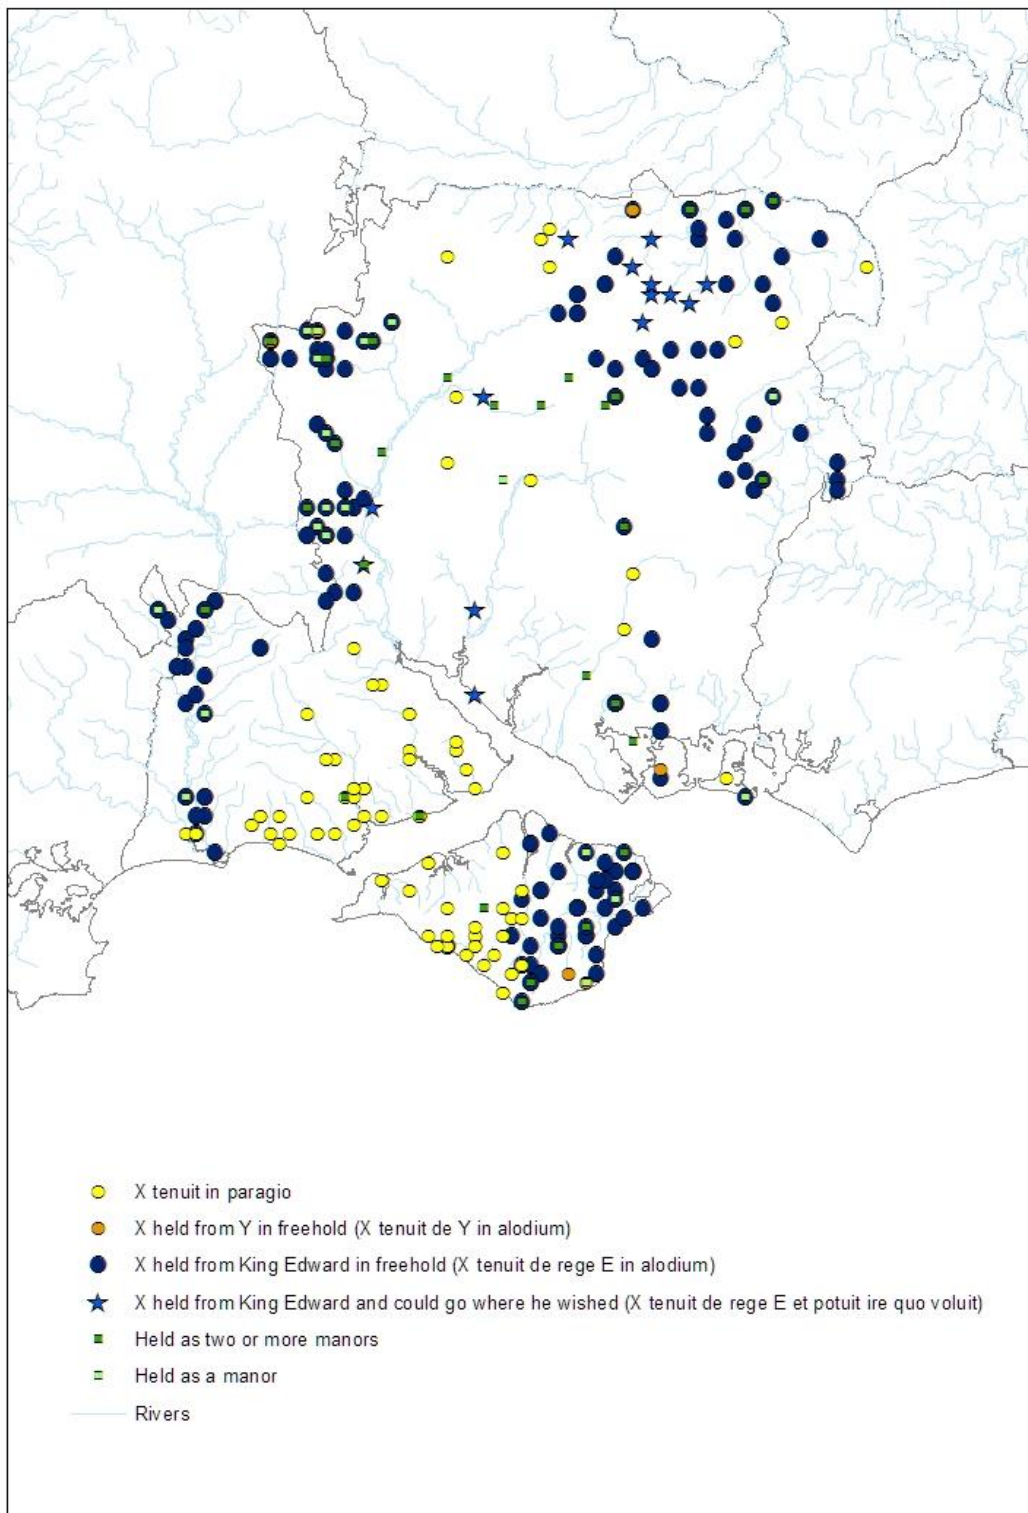 X tenuit in paragio
X held from Y in freehold (X tenuit de Y in alodium)
X held from King Edward in freehold (X tenuit de rege E in alodium)
X held from King Edward and could go where he wished (X tenuit de rege E et potuit ire quo voluit)
Held as two or more manors
Held as a manor
Rivers